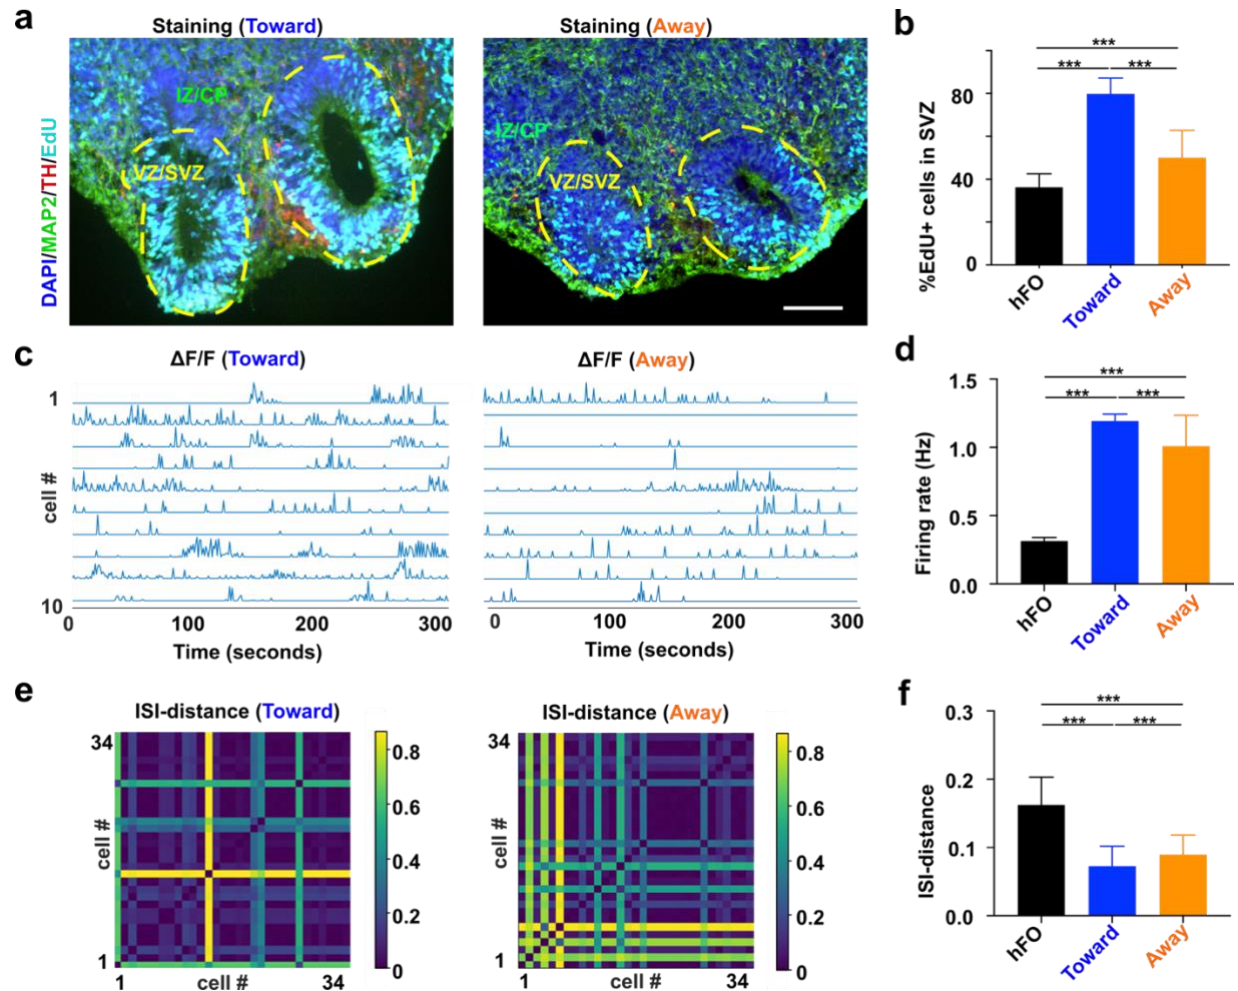 a
Staining (Toward)
Staining (Away)
DAPI/MAP2/TH/EdU
IZ/CP
VZ/SVZ
IZ/CP
VZ/SVZ
b
%EdU+ cells in SVZ
80
40
0
***
*** ***
hFO
Toward
Away
c
ΔF/F (Toward)
ΔF/F (Away)
1
cell #
10
0 100 200 300
Time (seconds)
0 100 200 300
Time (seconds)
d
Firing rate (Hz)
1.5
1.0
0.5
0.0
***
*** ***
hFO
Toward
Away
e
ISI-distance (Toward)
34
cell #
1
1 cell # 34
0.8
0.6
0.4
0.2
0
ISI-distance (Away)
34
cell #
1
1 cell # 34
0.8
0.6
0.4
0.2
0
f
ISI-distance
0.3
0.2
0.1
0.0
***
*** ***
hFO
Toward
Away